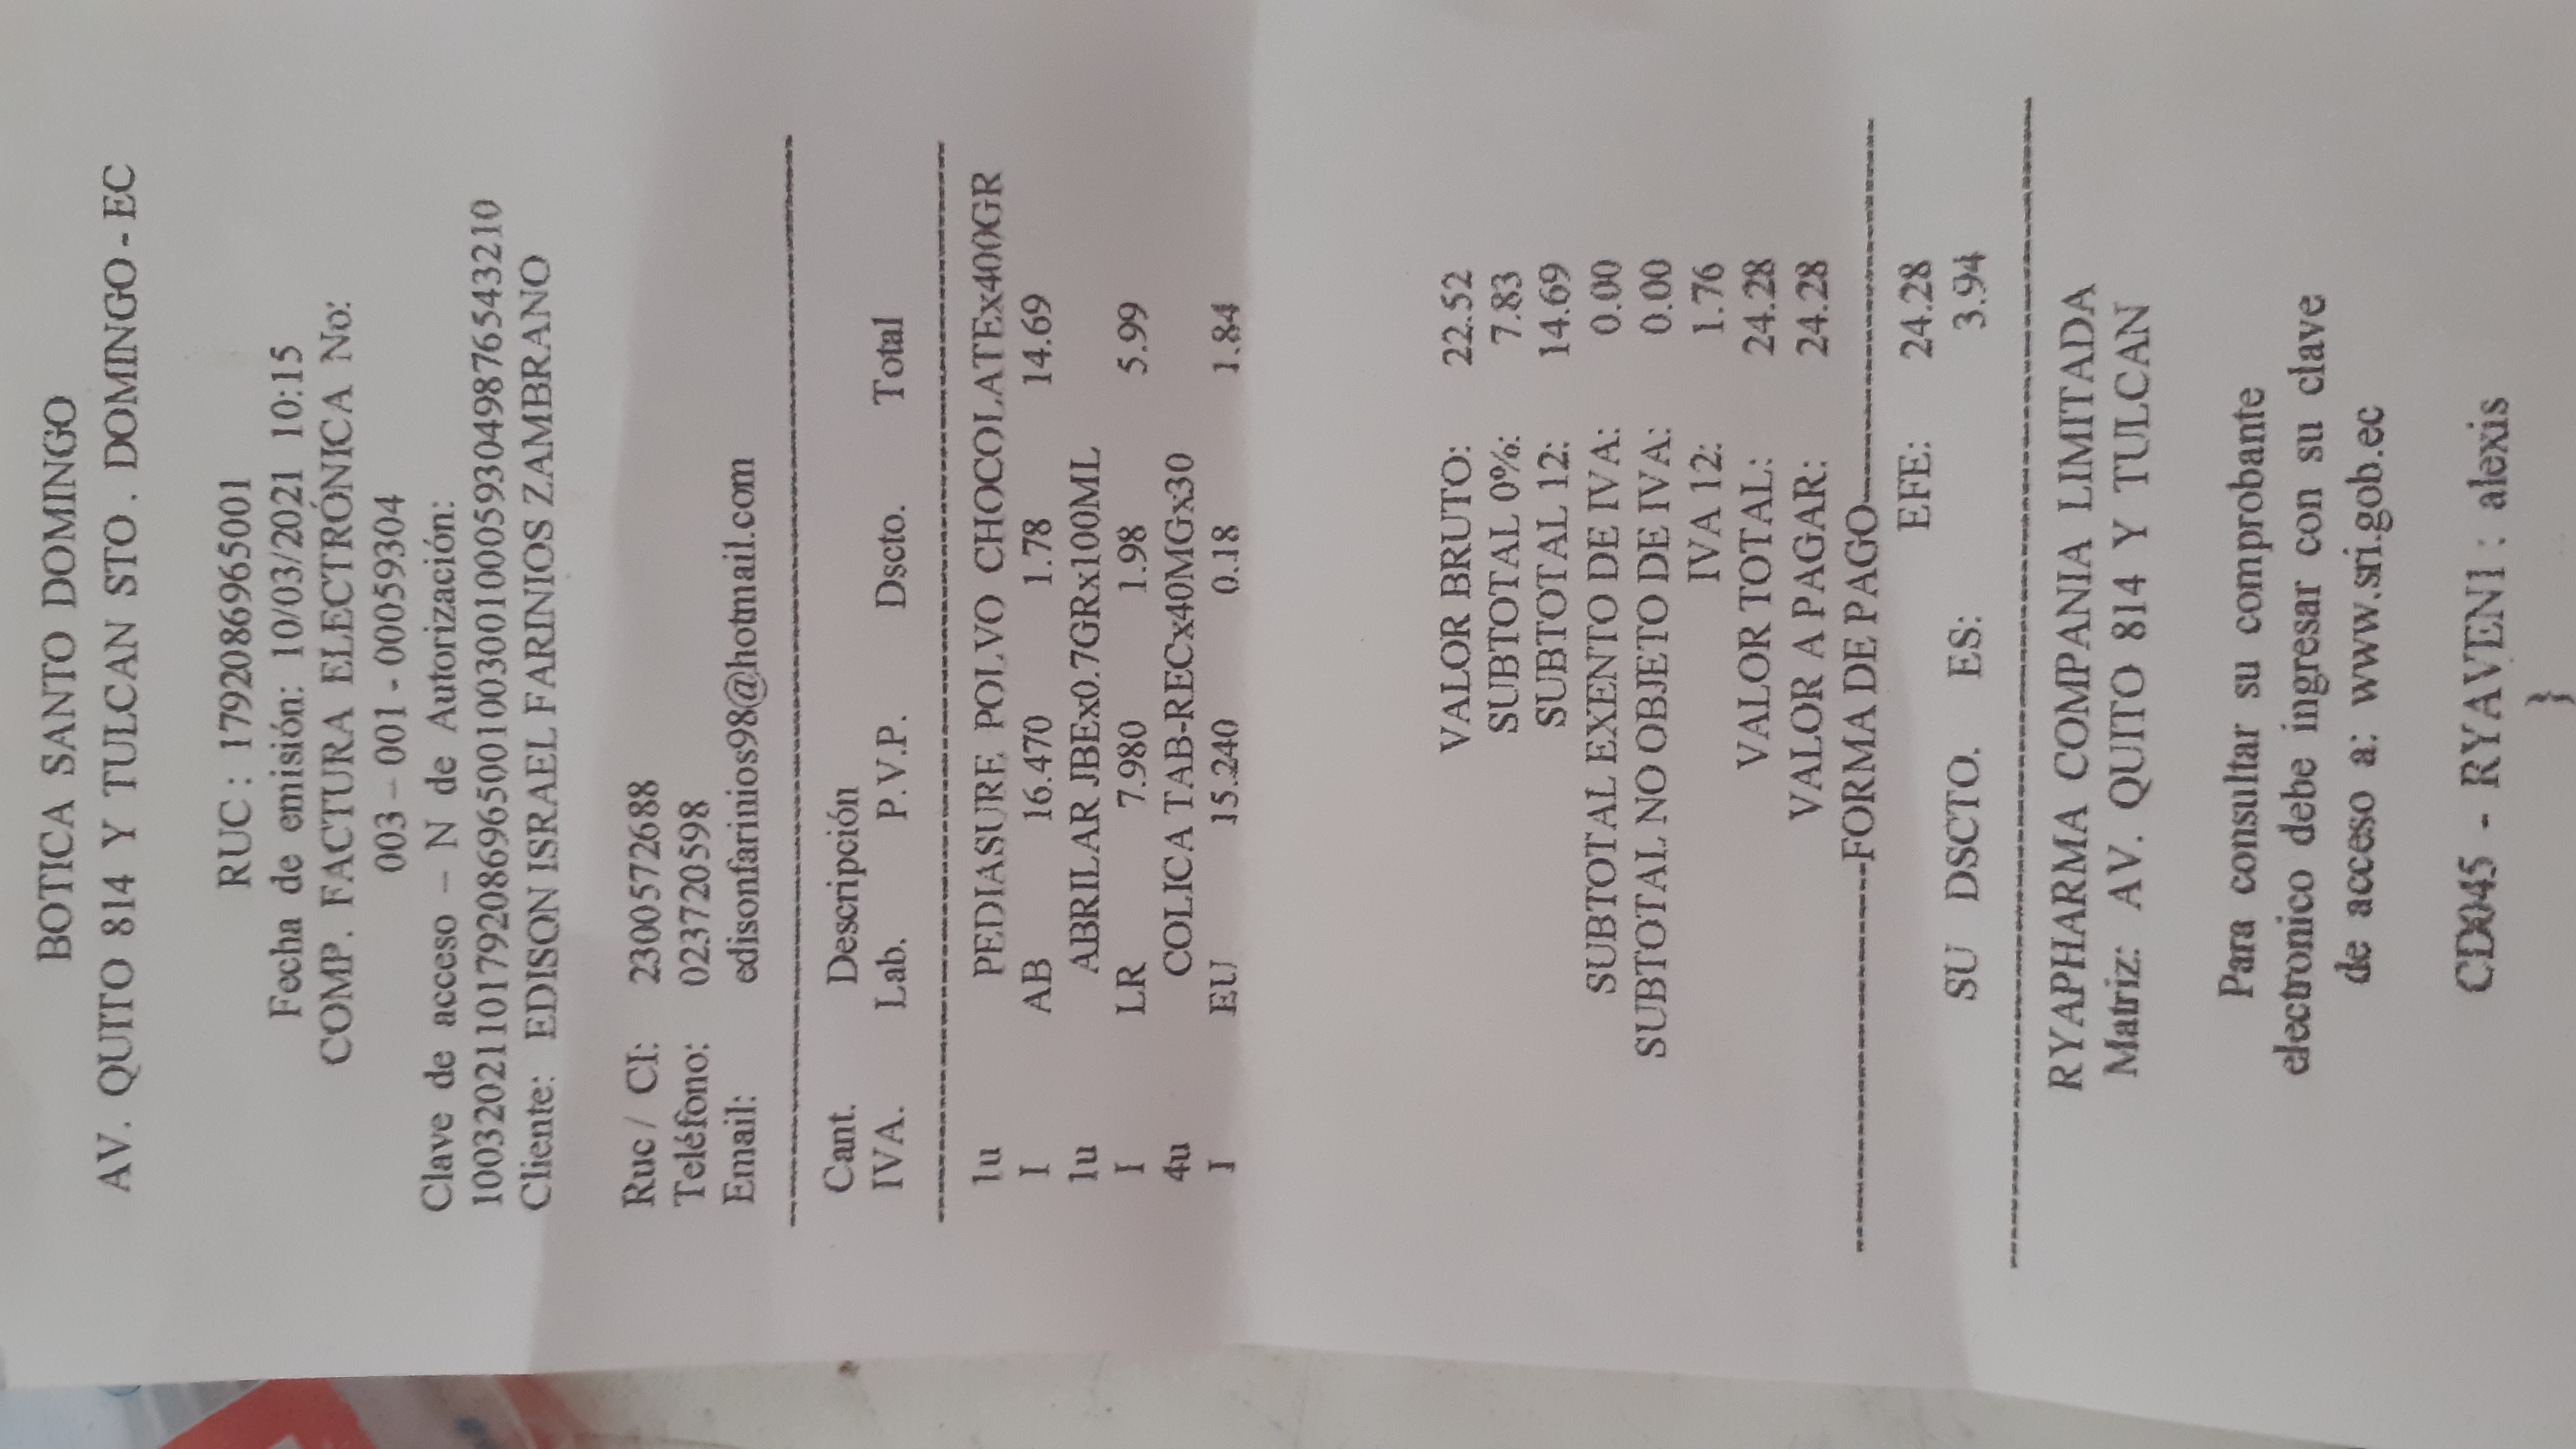 BOTICA SANTO DOMINGO
AV. QUITO 814 Y TULCAN STO . DOMINGO - EC
RUC : 1792086965001
Fecha de emisión: 10/03/2021 10:15
COMP. FACTURA ELECTRÓNICA No:
003 – 001 - 00059304
Clave de acceso – N de Autorización:
10032021101792086965001003001000593049876543210
Cliente: EDISON ISRAEL FARINIOS ZAMBRANO
Ruc / CI: 2300572688
Teléfono: 023720598
Email: edisonfarinios98@hotmail.com
Cant. Descripción
IVA. Lab. P.V.P. Dscto. Total
1u PEDIASURE POLVO CHOCOLATEx400GR
I AB 16.470 1.78 14.69
1u ABRILAR JBEx0.7GRx100ML
I LR 7.980 1.98 5.99
4u COLICA TAB-RECx40MGx30
I EU 15.240 0.18 1.84
VALOR BRUTO: 22.52
SUBTOTAL 0%: 7.83
SUBTOTAL 12: 14.69
SUBTOTAL EXENTO DE IVA: 0.00
SUBTOTAL NO OBJETO DE IVA: 0.00
IVA 12: 1.76
VALOR TOTAL: 24.28
VALOR A PAGAR: 24.28
FORMA DE PAGO
EFE: 24.28
SU DSCTO. ES: 3.94
RYAPHARMA COMPANIA LIMITADA
Matriz: AV. QUITO 814 Y TULCAN
Para consultar su comprobante
electronico debe ingresar con su clave
de acceso a: www.sri.gob.ec
CD045 - RYAVEN1 : alexis
}